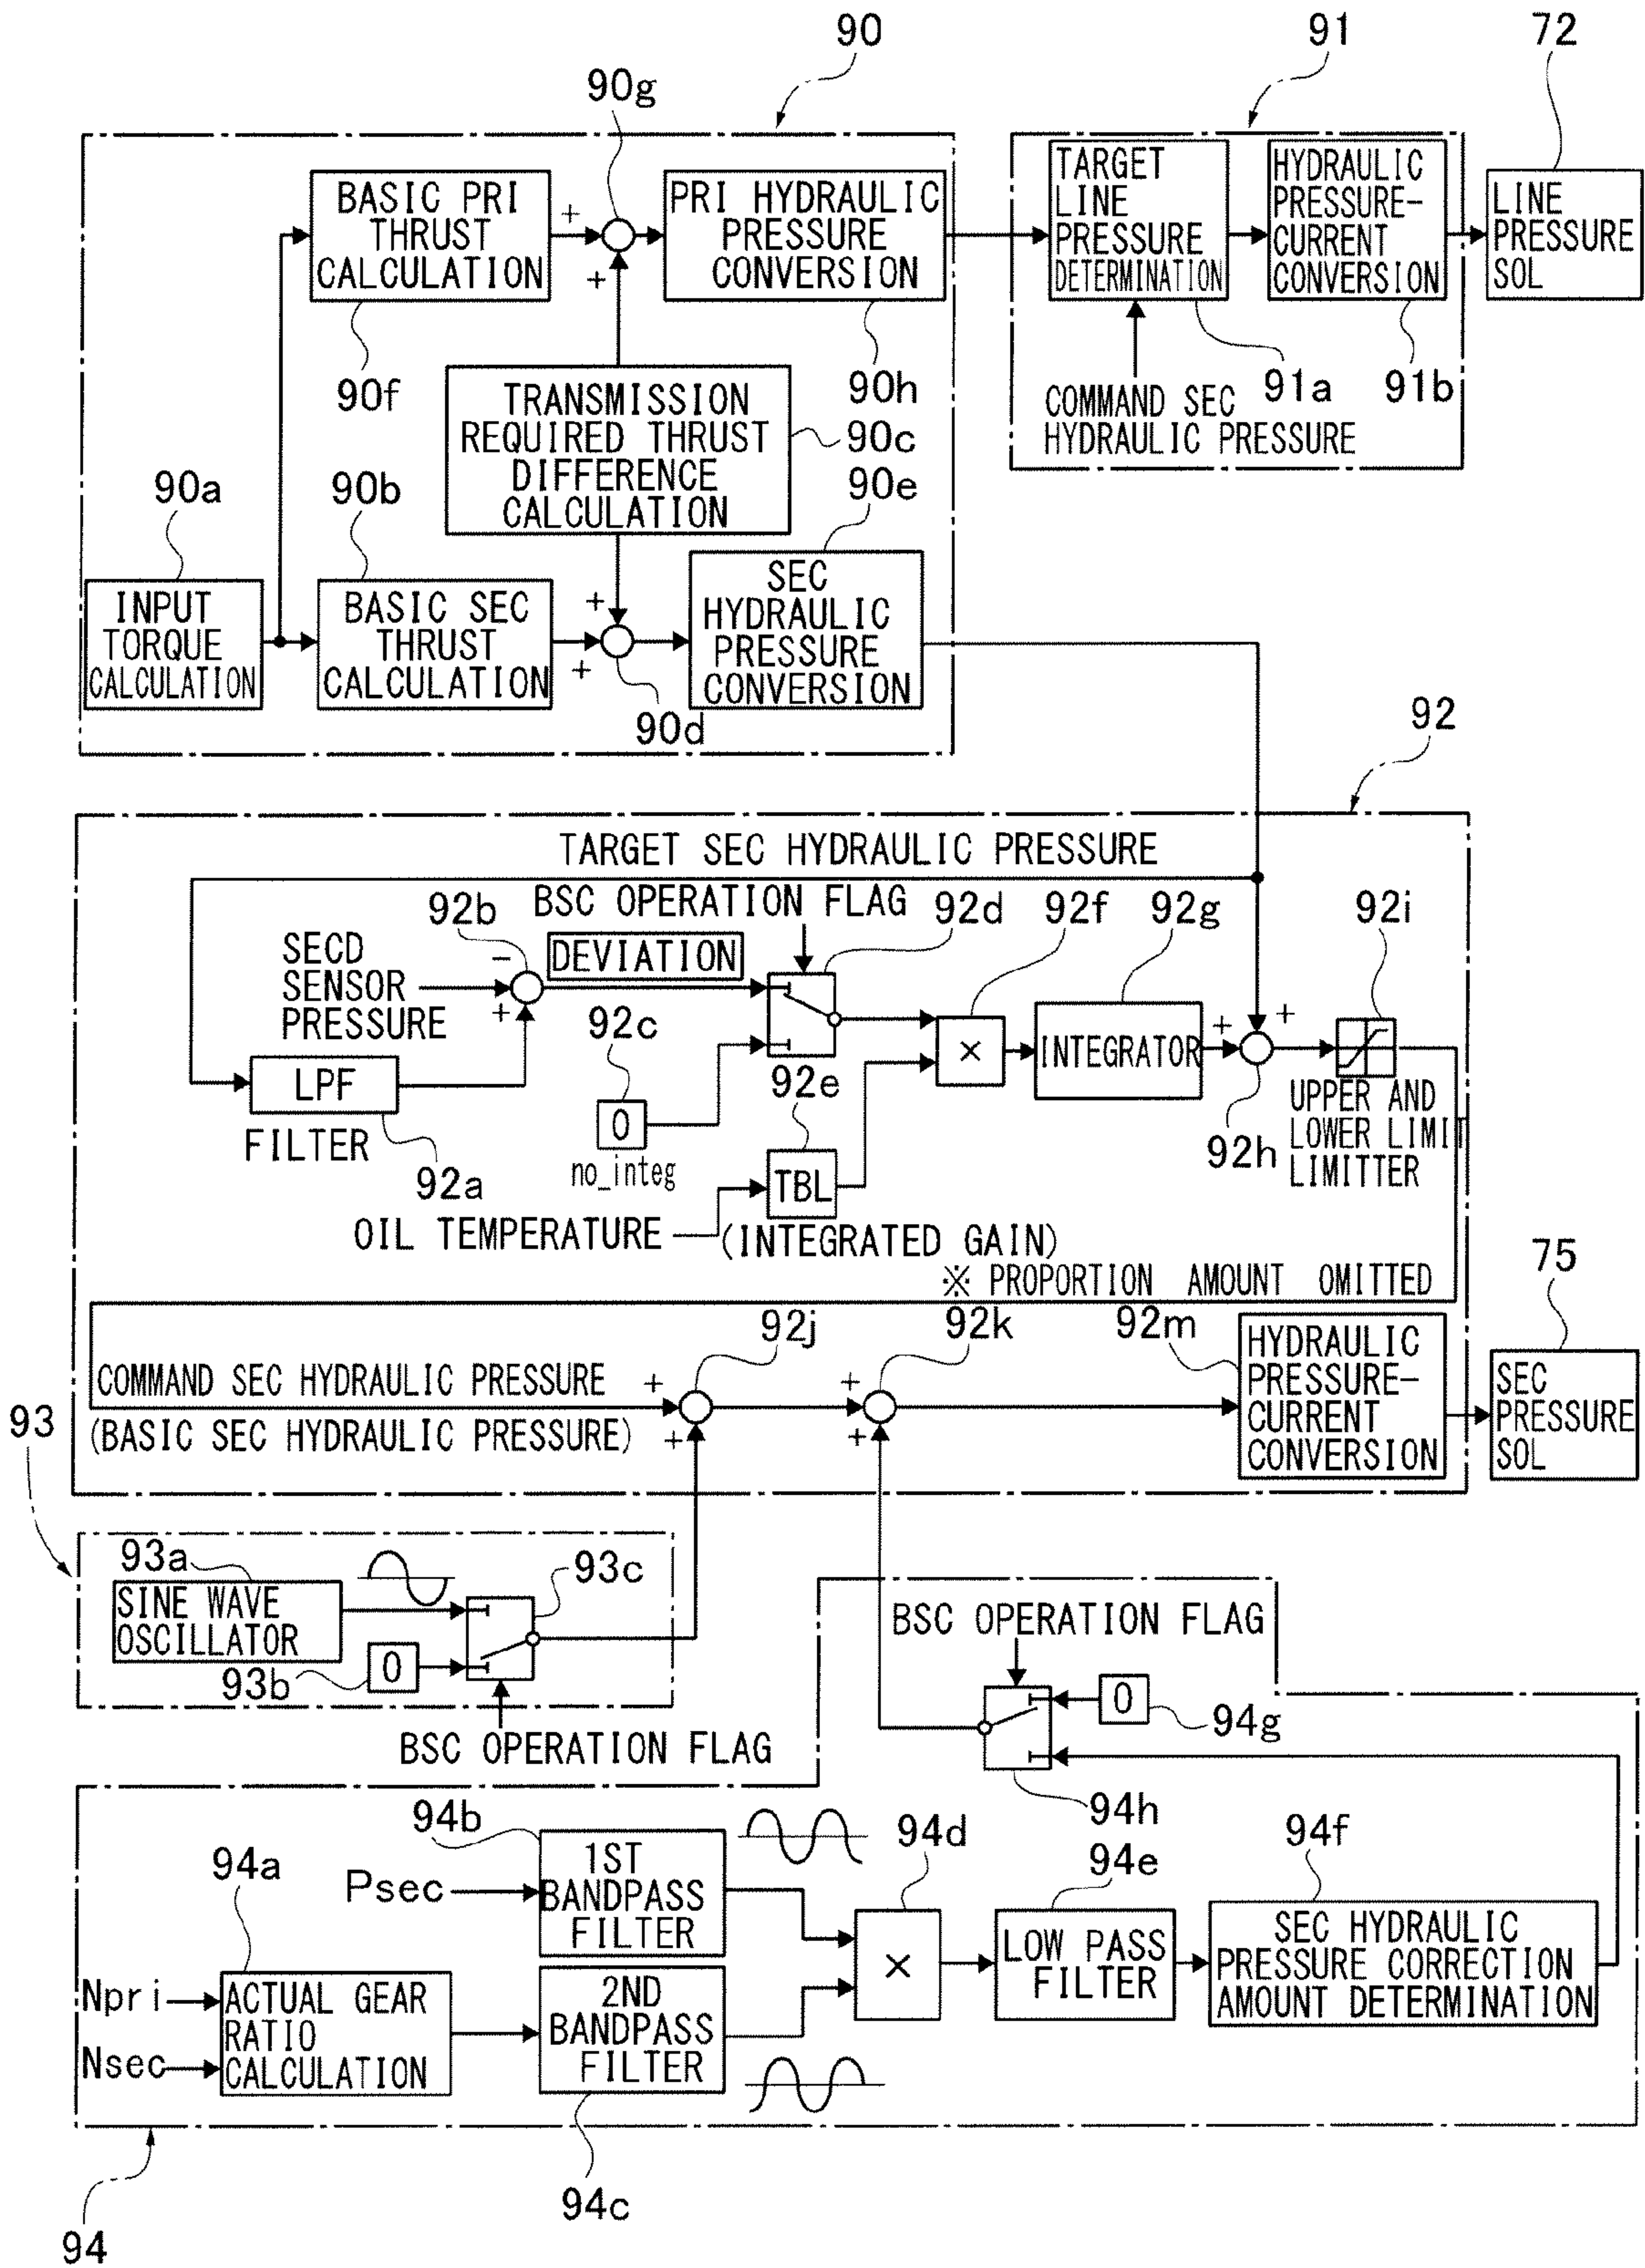 90
91
72
90g
BASIC PRI
THRUST
CALCULATION
+
+
PRI HYDRAULIC
PRESSURE
CONVERSION
TARGET
LINE
PRESSURE
DETERMINATION
HYDRAULIC
PRESSURE-
CURRENT
CONVERSION
LINE
PRESSURE
SOL
90f
90h
91a
91b
TRANSMISSION
REQUIRED THRUST
DIFFERENCE
CALCULATION
90c
COMMAND SEC
HYDRAULIC PRESSURE
90a
90b
90e
INPUT
TORQUE
CALCULATION
BASIC SEC
THRUST
CALCULATION
+
+
SEC
HYDRAULIC
PRESSURE
CONVERSION
90d
92
TARGET SEC HYDRAULIC PRESSURE
BSC OPERATION FLAG
92b
92d
92f
92g
92i
SECD
SENSOR
PRESSURE
-
+
DEVIATION
92c
×
INTEGRATOR
+
+
LPF
FILTER
92a
0
no_integ
92e
TBL
92h
UPPER AND
LOWER LIMIT
LIMITTER
OIL TEMPERATURE
(INTEGRATED GAIN)
※ PROPORTION AMOUNT OMITTED
75
92j
92k
92m
COMMAND SEC HYDRAULIC PRESSURE
(BASIC SEC HYDRAULIC PRESSURE)
+
+
+
+
HYDRAULIC
PRESSURE-
CURRENT
CONVERSION
SEC
PRESSURE
SOL
93
93a
SINE WAVE
OSCILLATOR
93c
93b
0
BSC OPERATION FLAG
BSC OPERATION FLAG
0
94g
94h
94b
Psec
1ST
BANDPASS
FILTER
94a
94d
94e
94f
Npri
Nsec
ACTUAL GEAR
RATIO
CALCULATION
2ND
BANDPASS
FILTER
×
LOW PASS
FILTER
SEC HYDRAULIC
PRESSURE CORRECTION
AMOUNT DETERMINATION
94c
94